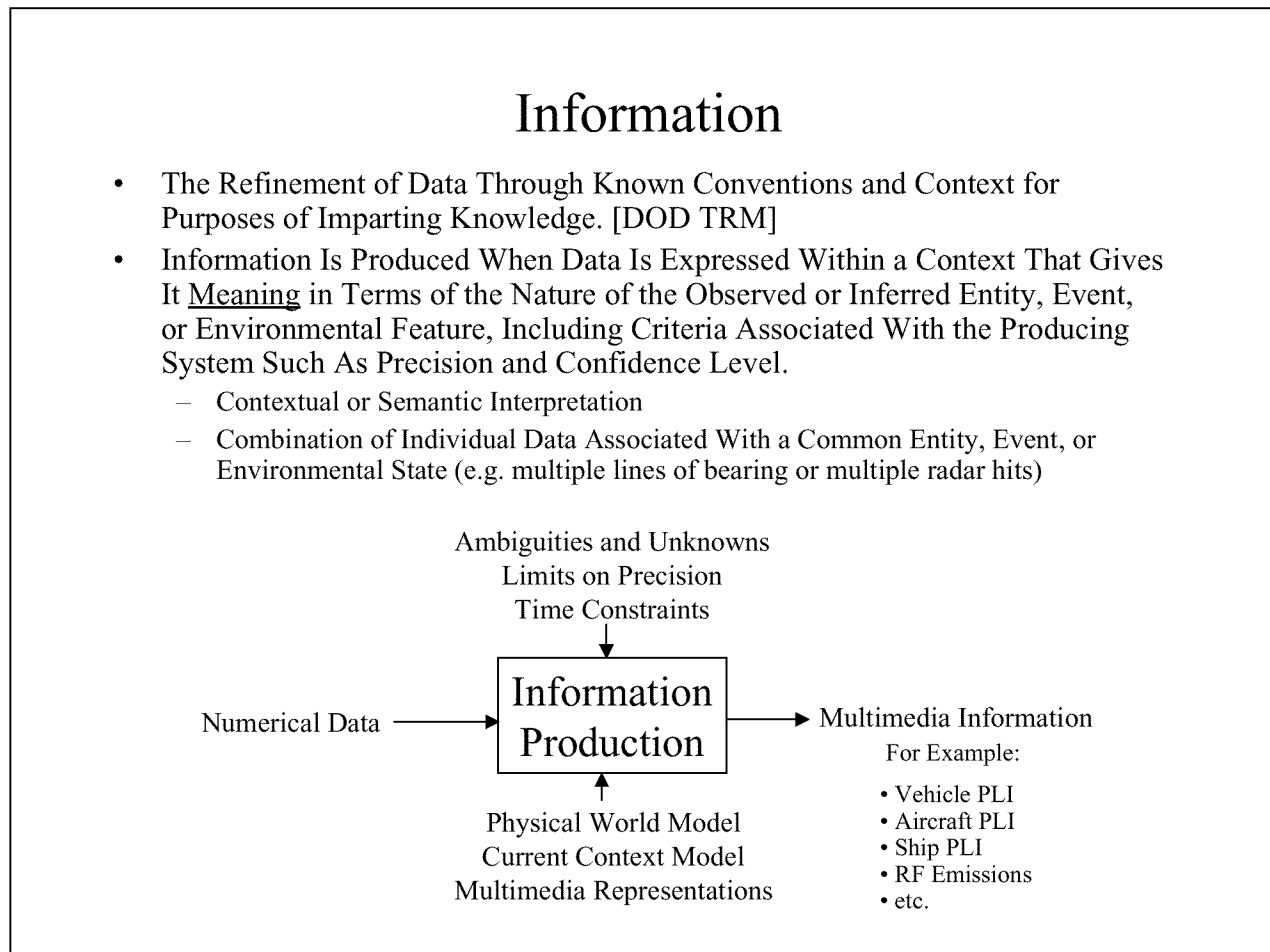 Information
• The Refinement of Data Through Known Conventions and Context for
Purposes of Imparting Knowledge. [DOD TRM]
• Information Is Produced When Data Is Expressed Within a Context That Gives
It Meaning in Terms of the Nature of the Observed or Inferred Entity, Event,
or Environmental Feature, Including Criteria Associated With the Producing
System Such As Precision and Confidence Level.
– Contextual or Semantic Interpretation
– Combination of Individual Data Associated With a Common Entity, Event, or
Environmental State (e.g. multiple lines of bearing or multiple radar hits)
Ambiguities and Unknowns
Limits on Precision
Time Constraints
Numerical Data
Information
Production
Multimedia Information
For Example:
• Vehicle PLI
• Aircraft PLI
• Ship PLI
• RF Emissions
• etc.
Physical World Model
Current Context Model
Multimedia Representations